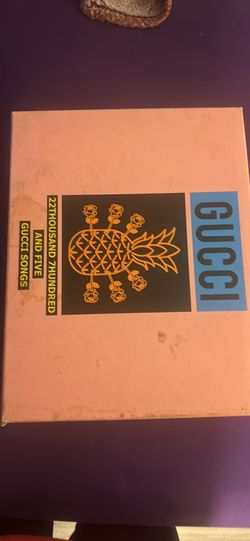 GUCCI
22THOUSAND 7HUNDRED
AND FIVE
GUCCI SONGS